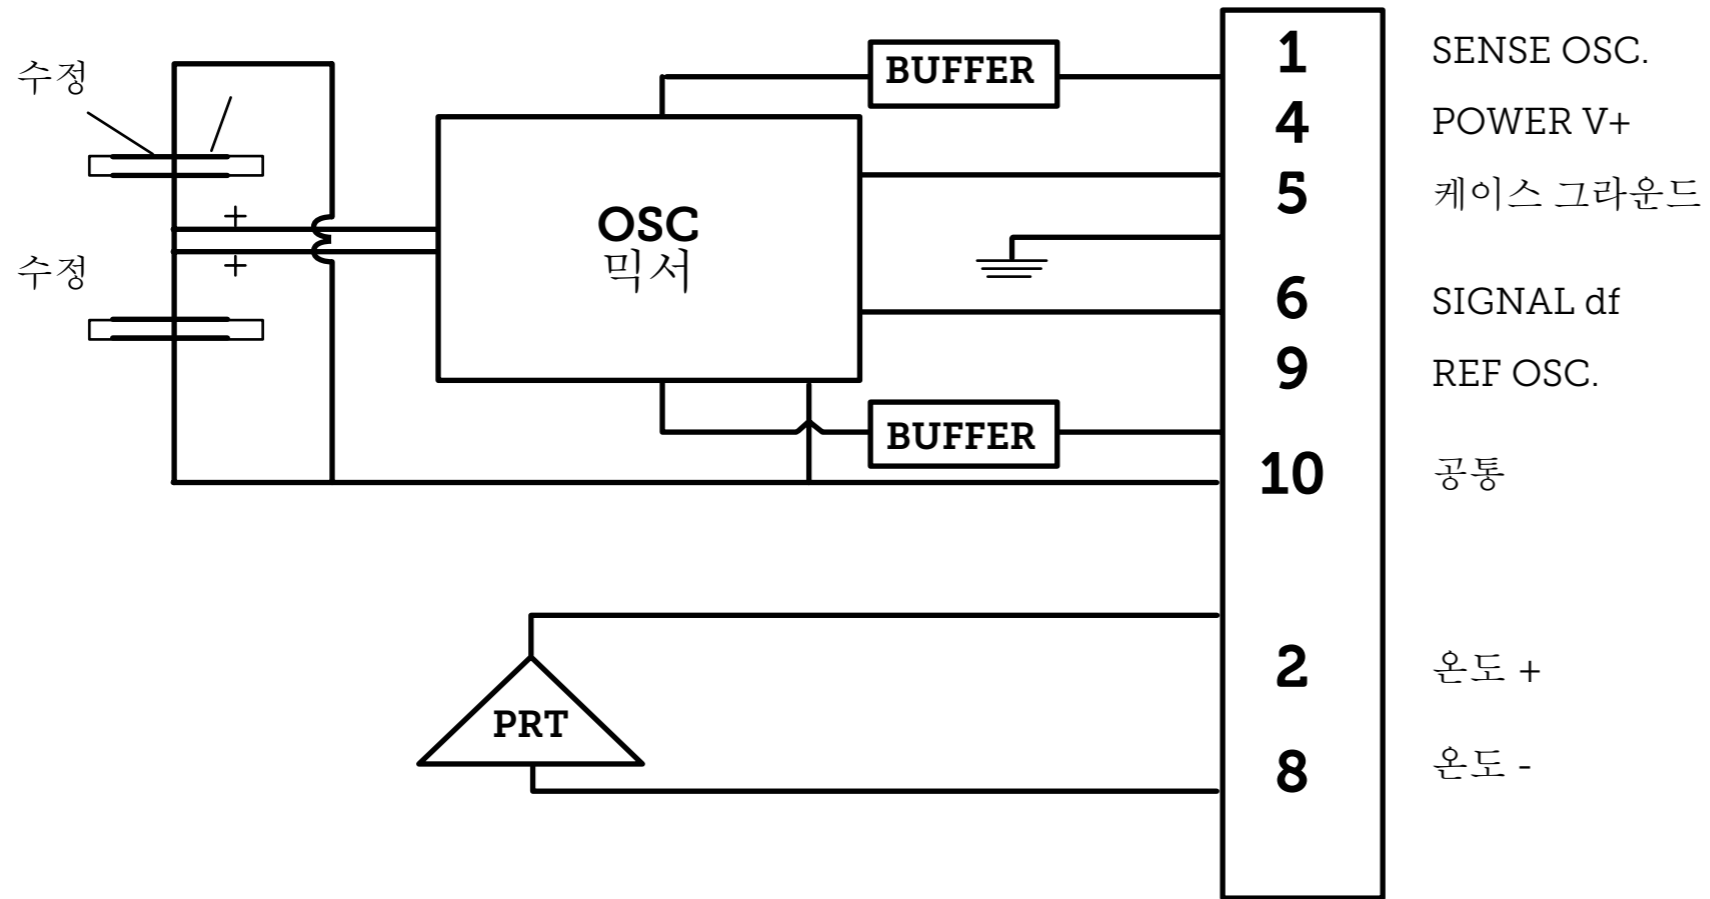 수정
+
+
수정
OSC
믹서
BUFFER
BUFFER
PRT
1 SENSE OSC.
4 POWER V+
5 케이스 그라운드
6 SIGNAL df
9 REF OSC.
10 공통
2 온도 +
8 온도 -